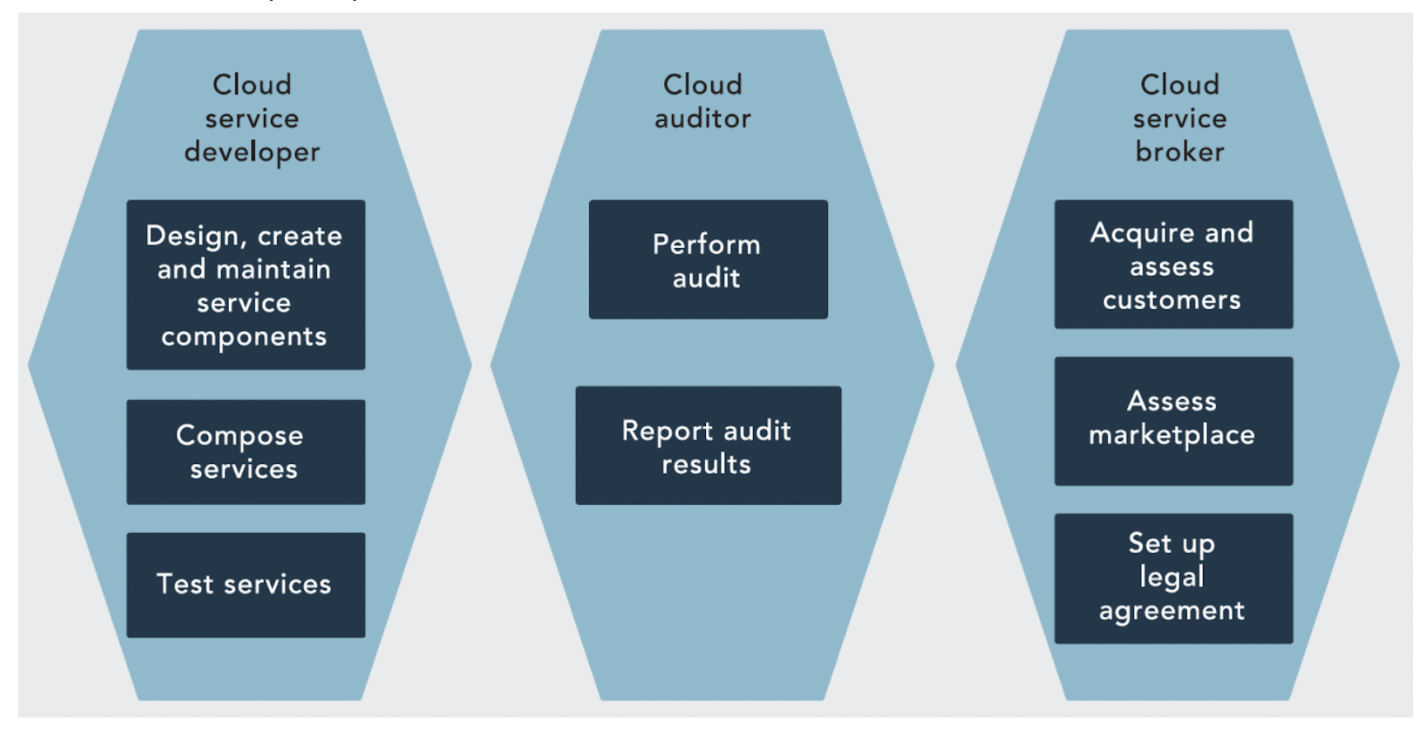 Cloud
service
developer
Design, create
and maintain
service
components
Compose
services
Test services
Cloud
auditor
Perform
audit
Report audit
results
Cloud
service
broker
Acquire and
assess
customers
Assess
marketplace
Set up
legal
agreement